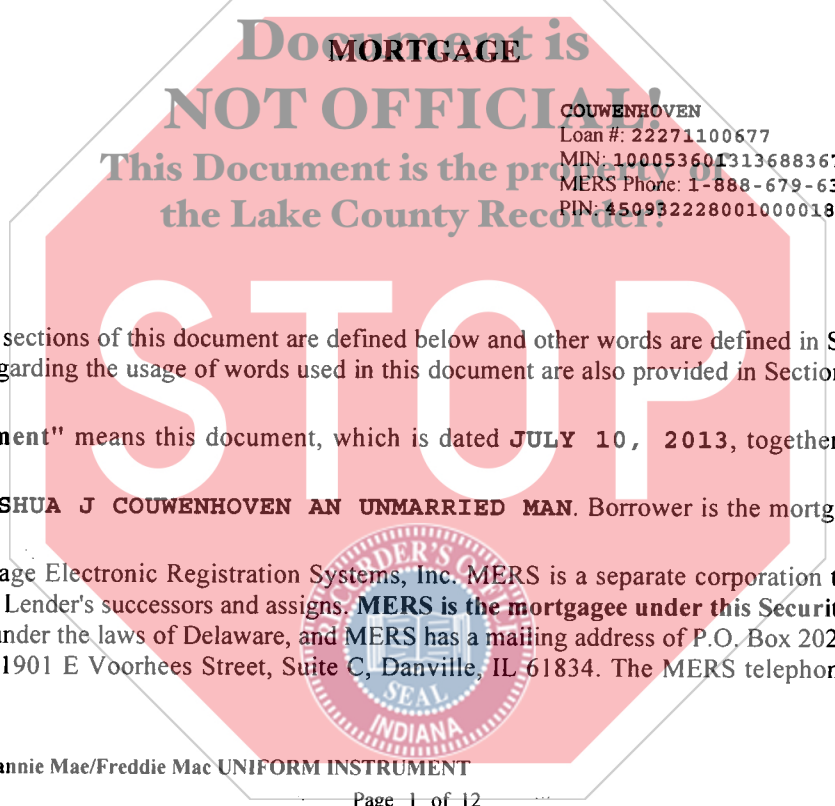 Document is
MORTGAGE
NOT OFFICIAL!
COUWENHOVEN
Loan #: 22271100677
This Document is the property of
MIN: 100053601313688367
MERS Phone: 1-888-679-63
the Lake County Recorder!
PIN: 450932228001000018
STOP
sections of this document are defined below and other words are defined in S
garding the usage of words used in this document are also provided in Section
ment" means this document, which is dated JULY 10, 2013, together
SHUA J COUWENHOVEN AN UNMARRIED MAN. Borrower is the mortg
age Electronic Registration Systems, Inc. MERS is a separate corporation t
Lender's successors and assigns. MERS is the mortgagee under this Securit
under the laws of Delaware, and MERS has a mailing address of P.O. Box 202
1901 E Voorhees Street, Suite C, Danville, IL 61834. The MERS telephon
RECORDER'S OFFICE
SEAL
INDIANA
annie Mae/Freddie Mac UNIFORM INSTRUMENT
Page 1 of 12